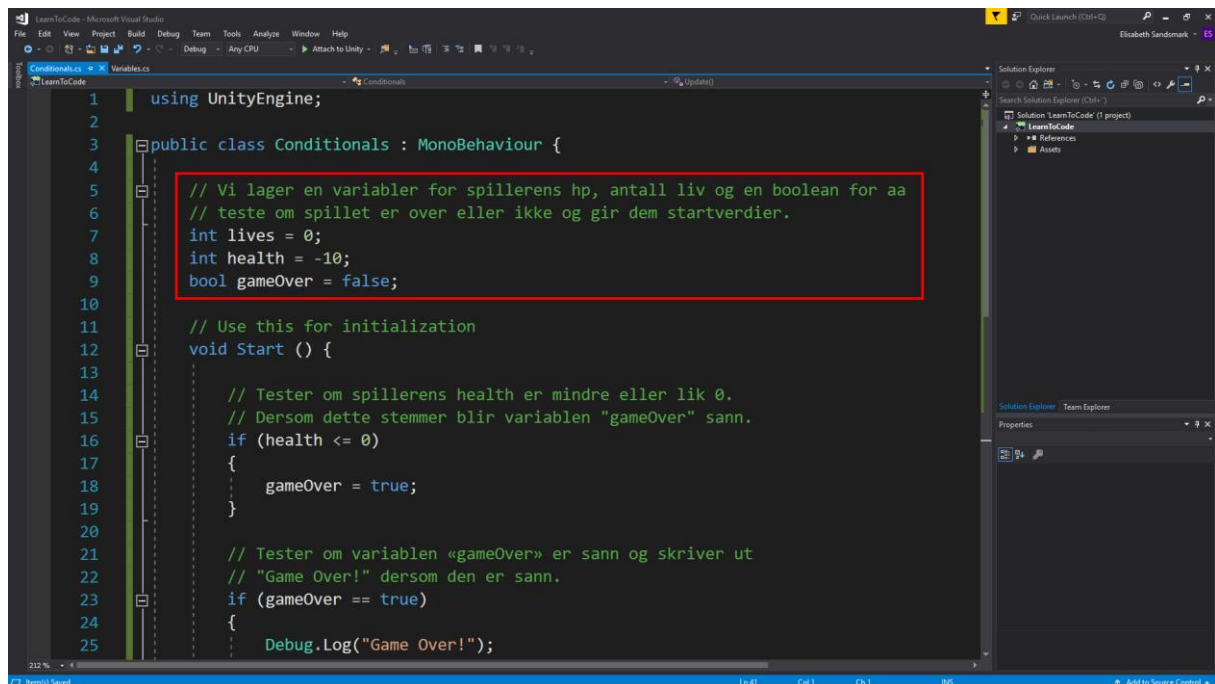 LearnToCode - Microsoft Visual Studio
Quick Launch (Ctrl+Q)
File Edit View Project Build Debug Team Tools Analyze Window Help
Elisabeth Sandsmark
ES
Debug
Any CPU
Attach to Unity
Toolbox
Conditionals.cs
Variables.cs
LearnToCode
Conditionals
Update()
1 using UnityEngine;
2
3 public class Conditionals : MonoBehaviour {
4
5 // Vi lager en variabler for spillerens hp, antall liv og en boolean for aa
6 // teste om spillet er over eller ikke og gir dem startverdier.
7 int lives = 0;
8 int health = -10;
9 bool gameOver = false;
10
11 // Use this for initialization
12 void Start () {
13
14 // Tester om spillerens health er mindre eller lik 0.
15 // Dersom dette stemmer blir variablen "gameOver" sann.
16 if (health <= 0)
17 {
18 gameOver = true;
19 }
20
21 // Tester om variablen «gameOver» er sann og skriver ut
22 // "Game Over!" dersom den er sann.
23 if (gameOver == true)
24 {
25 Debug.Log("Game Over!");
212 %
Solution Explorer
Search Solution Explorer (Ctrl+¨)
Solution 'LearnToCode' (1 project)
LearnToCode
References
Assets
Solution Explorer Team Explorer
Properties
Item(s) Saved
Ln 41 Col 1 Ch 1 INS
Add to Source Control